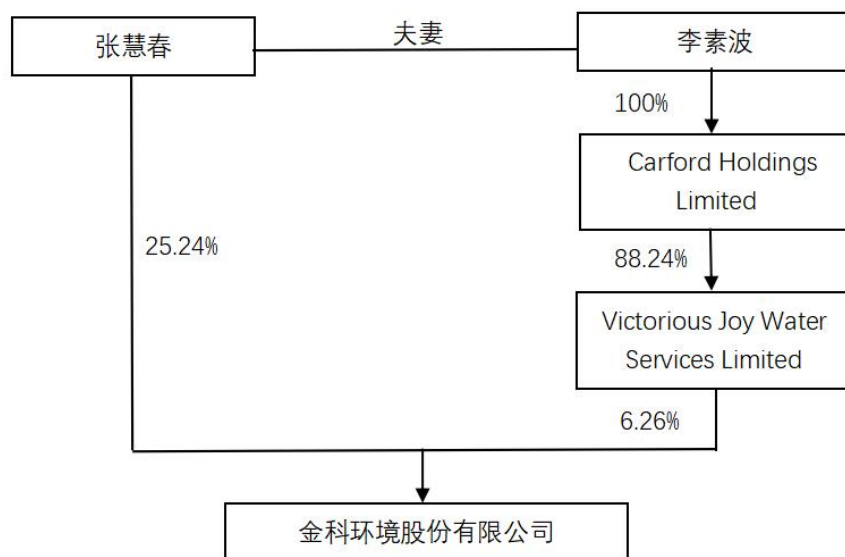 张慧春
夫妻
李素波
100%
Carford Holdings
Limited
25.24%
88.24%
Victorious Joy Water
Services Limited
6.26%
金科环境股份有限公司